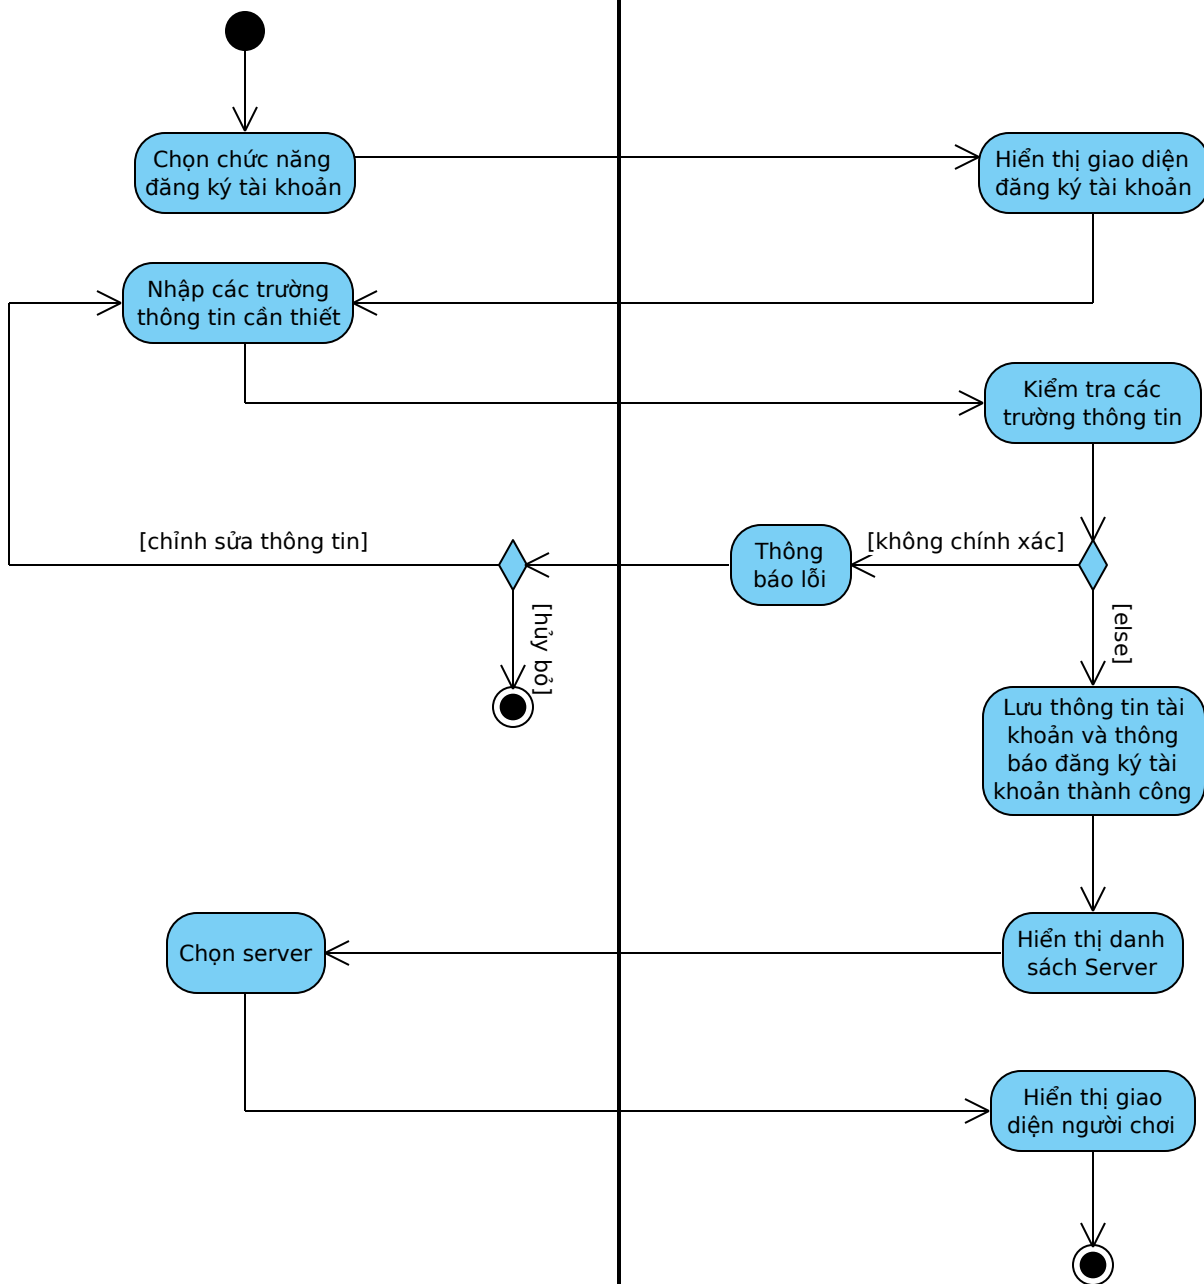 Chọn chức năng
đăng ký tài khoản
Hiển thị giao diện
đăng ký tài khoản
Nhập các trường
thông tin cần thiết
Kiểm tra các
trường thông tin
[chỉnh sửa thông tin]
Thông
báo lỗi
[không chính xác]
[hủy bỏ]
[else]
Lưu thông tin tài
khoản và thông
báo đăng ký tài
khoản thành công
Chọn server
Hiển thị danh
sách Server
Hiển thị giao
diện người chơi